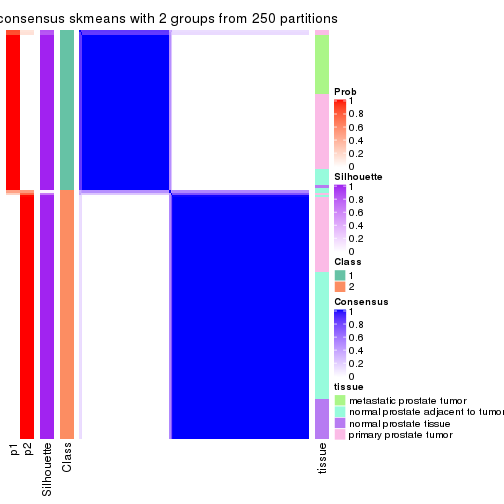 consensus skmeans with 2 groups from 250 partitions
Prob
1
0.8
0.6
0.4
0.2
0
Silhouette
1
0.8
0.6
0.4
0.2
0
Class
1
2
Consensus
1
0.8
0.6
0.4
0.2
0
tissue
metastatic prostate tumor
normal prostate adjacent to tumor
normal prostate tissue
primary prostate tumor
p1
p2
Silhouette
Class
tissue